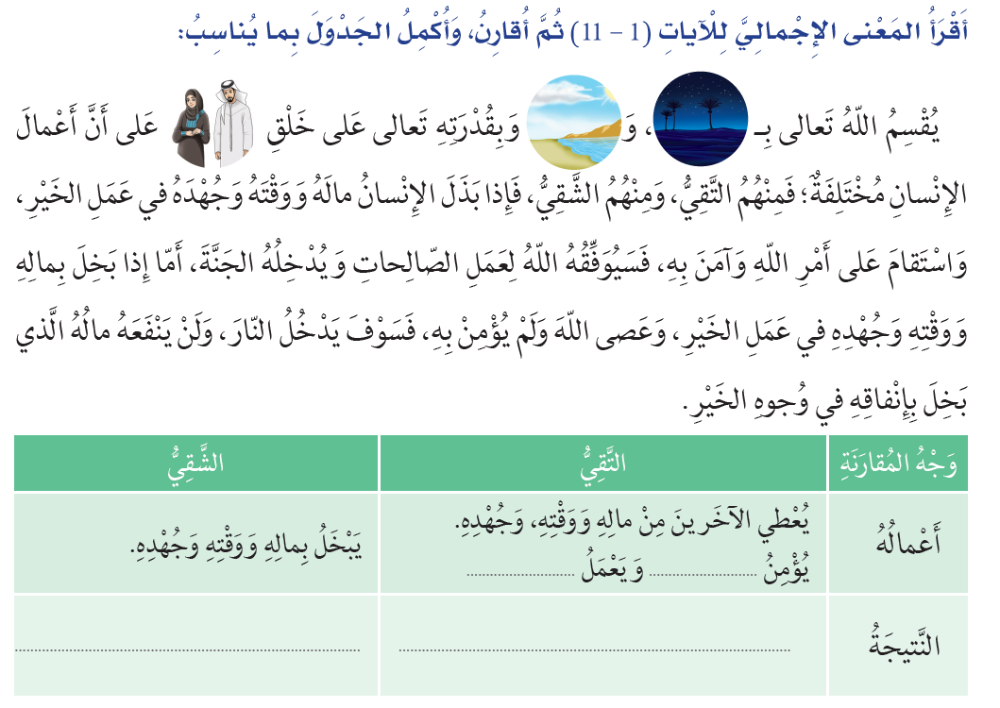 أَقْرَأُ المَعْنى الإِجْمالِيَّ لِلْآياتِ (1 – 11) ثُمَّ أُقارِنُ، وَأُكْمِلُ الجَدْوَلَ بِما يُناسِبُ:
يُقْسِمُ اللّهُ تَعالى بِـ ، وَ وَبِقُدْرَتِهِ تَعالى عَلى خَلْقِ عَلى أَنَّ أَعْمالَ
الإِنْسانِ مُخْتَلِفَةٌ؛ فَمِنْهُمُ التَّقِيُّ، وَمِنْهُمُ الشَّقِيُّ، فَإِذا بَذَلَ الإِنْسانُ مالَهُ وَوَقْتَهُ وَجُهْدَهُ في عَمَلِ الخَيْرِ،
وَاسْتَقامَ عَلى أَمْرِ اللّهِ وَآمَنَ بِهِ، فَسَيُوَفِّقُهُ اللّهُ لِعَمَلِ الصّالِحاتِ وَيُدْخِلُهُ الجَنَّةَ، أَمّا إِذا بَخِلَ بِمالِهِ
وَوَقْتِهِ وَجُهْدِهِ في عَمَلِ الخَيْرِ، وَعَصى اللّهَ وَلَمْ يُؤْمِنْ بِهِ، فَسَوْفَ يَدْخُلُ النّارَ، وَلَنْ يَنْفَعَهُ مالُهُ الَّذي
بَخِلَ بِإِنْفاقِهِ في وُجوهِ الخَيْرِ.
وَجْهُ المُقارَنَةِ التَّقِيُّ الشَّقِيُّ
أَعْمالُهُ
يُعْطي الآخَرينَ مِنْ مالِهِ وَوَقْتِهِ، وَجُهْدِهِ.
يُؤْمِنُ .......................... وَيَعْمَلُ ..........................
يَبْخَلُ بِمالِهِ وَوَقْتِهِ وَجُهْدِهِ.
النَّتيجَةُ